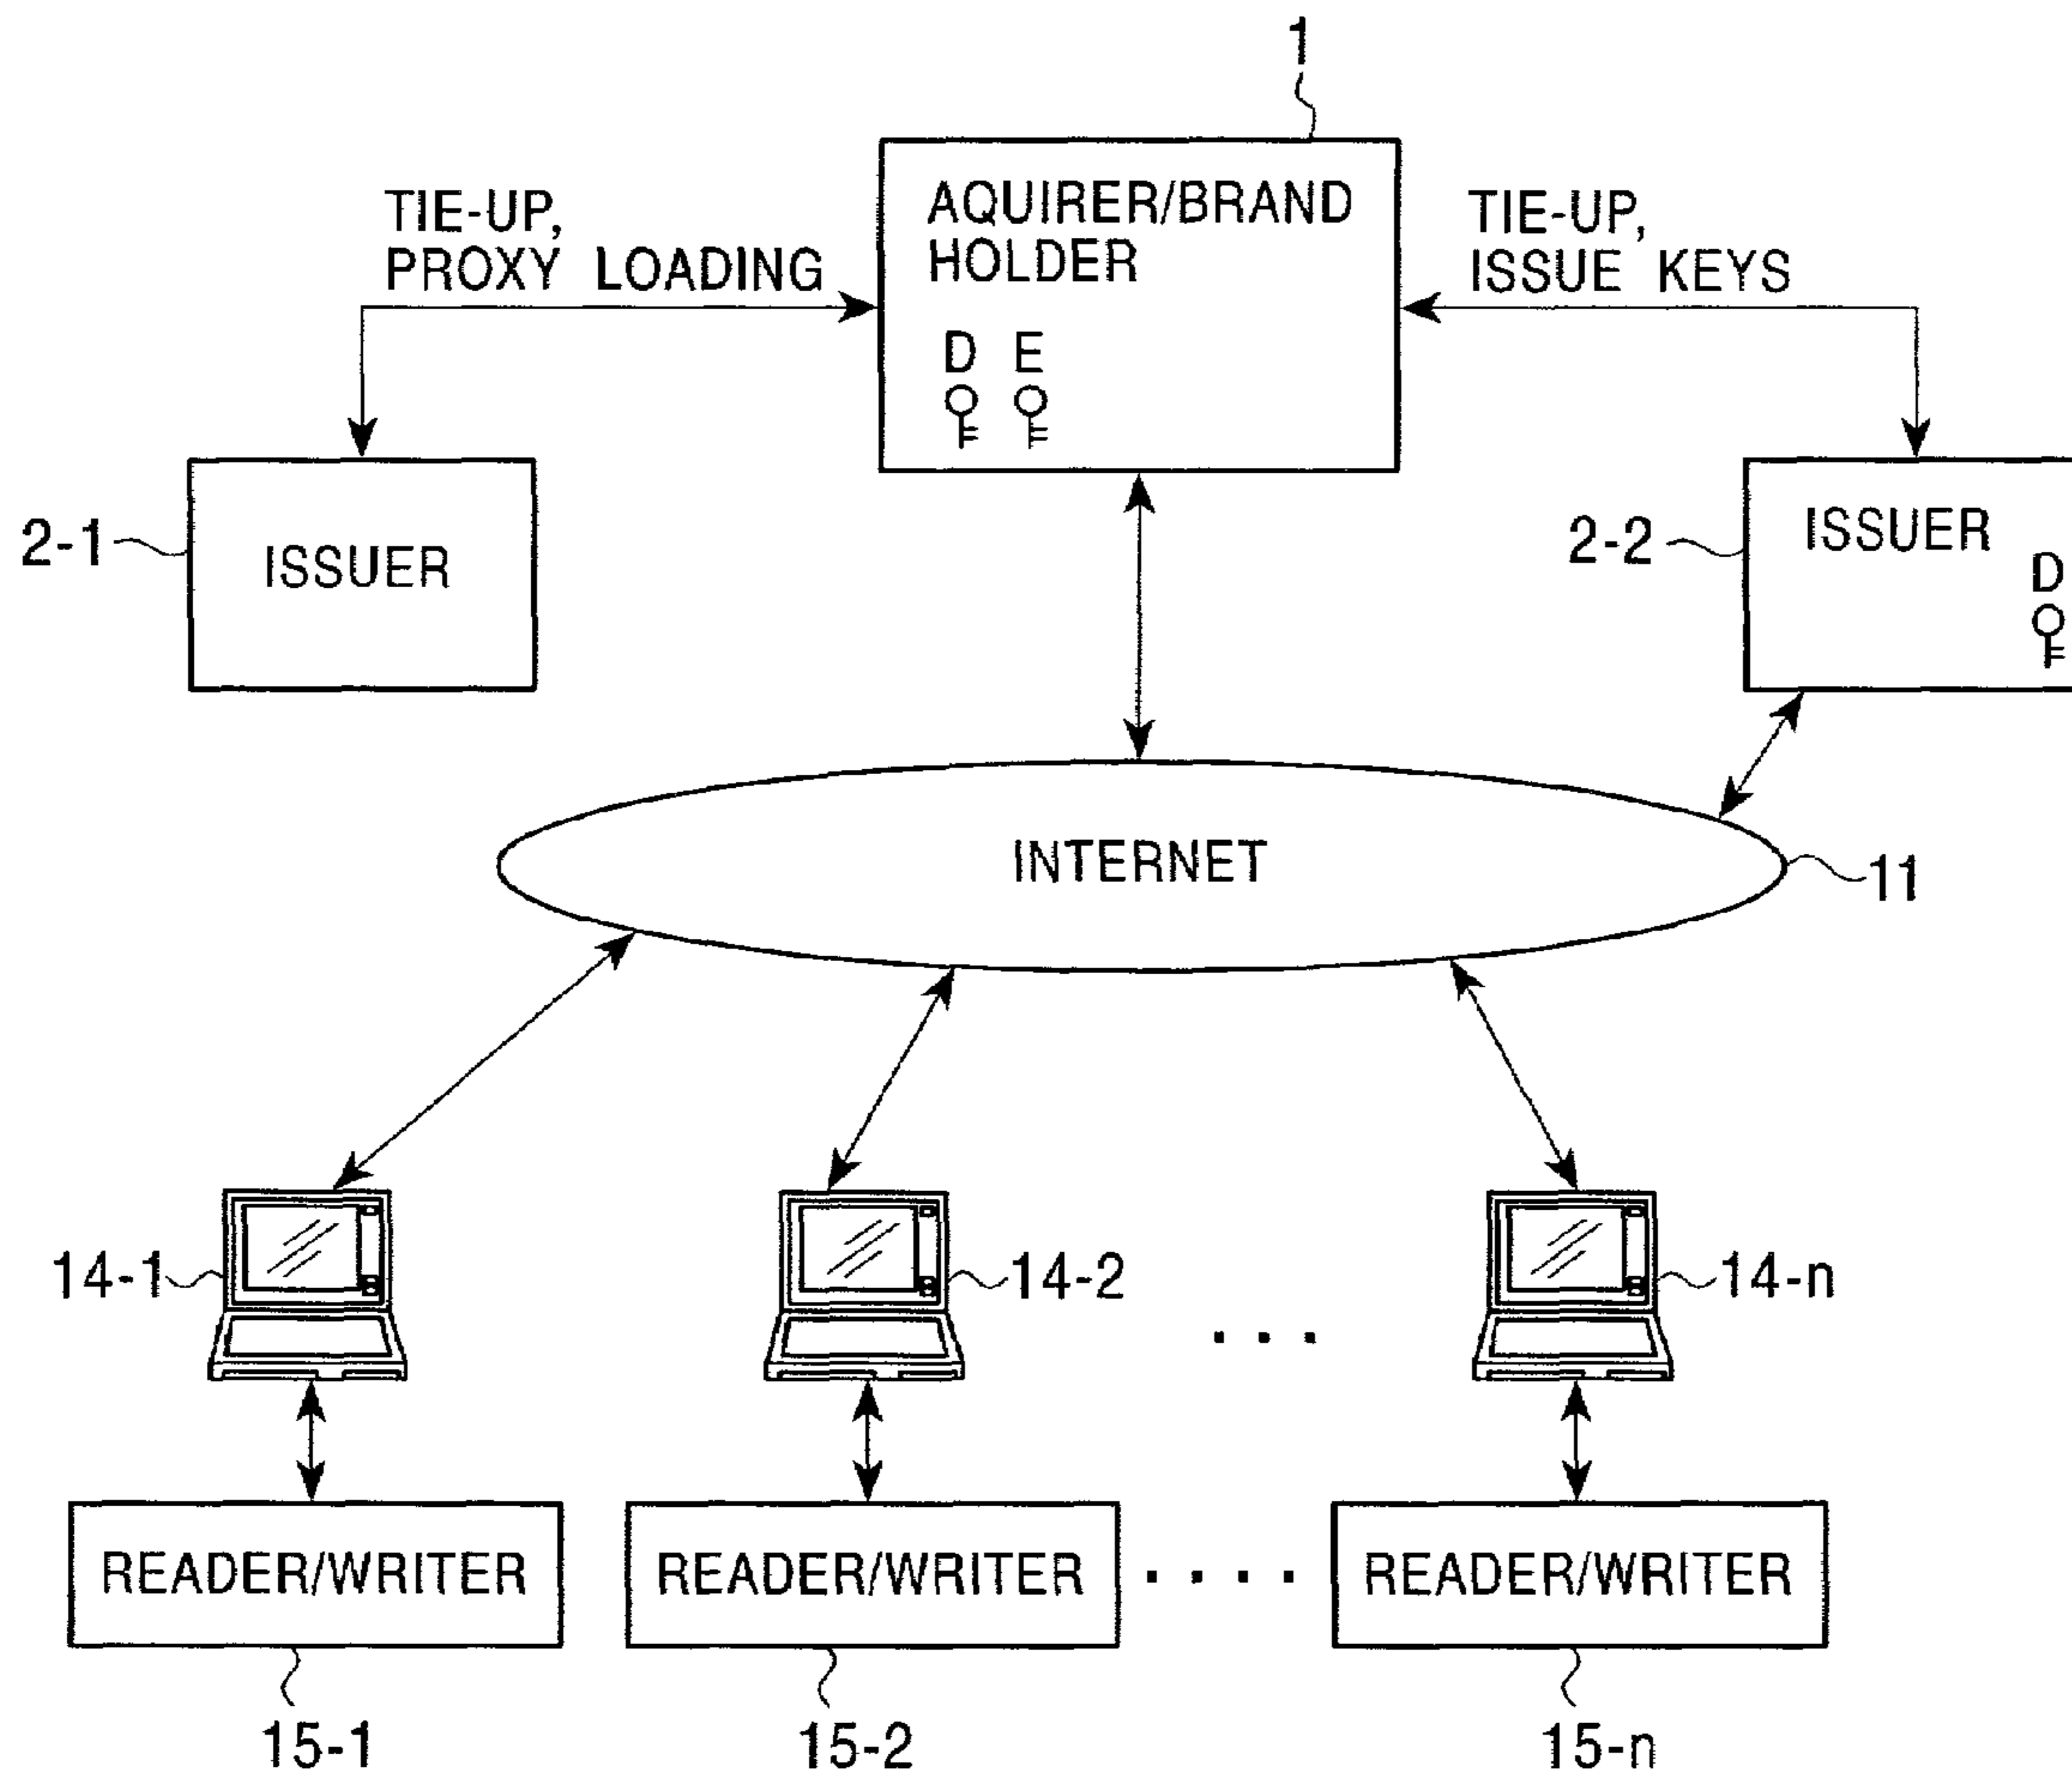 1
TIE-UP,
PROXY LOADING
AQUIRER/BRAND
HOLDER
D E
TIE-UP,
ISSUE KEYS
2-1
ISSUER
2-2
ISSUER
D
INTERNET
11
14-1
14-2
...
14-n
READER/WRITER
READER/WRITER
....
READER/WRITER
15-1
15-2
15-n